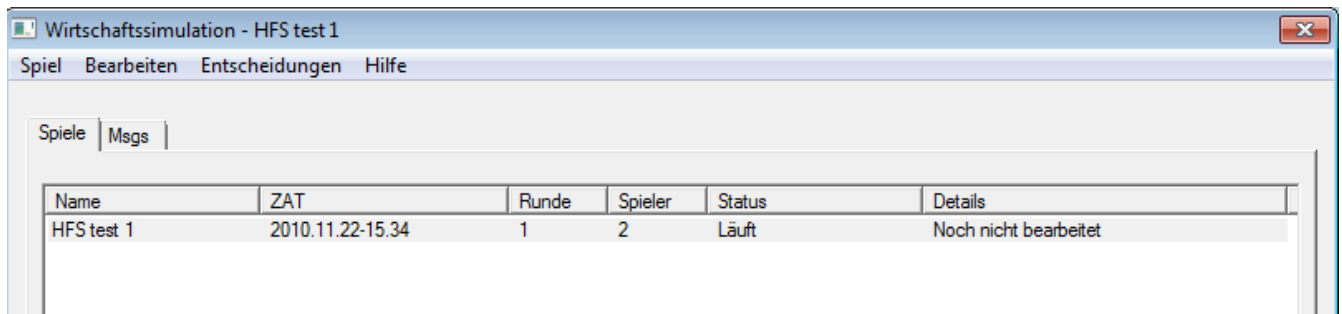 Wirtschaftssimulation - HFS test 1
Spiel Bearbeiten Entscheidungen Hilfe
Spiele Msgs
Name ZAT Runde Spieler Status Details
HFS test 1 2010.11.22-15.34 1 2 Läuft Noch nicht bearbeitet